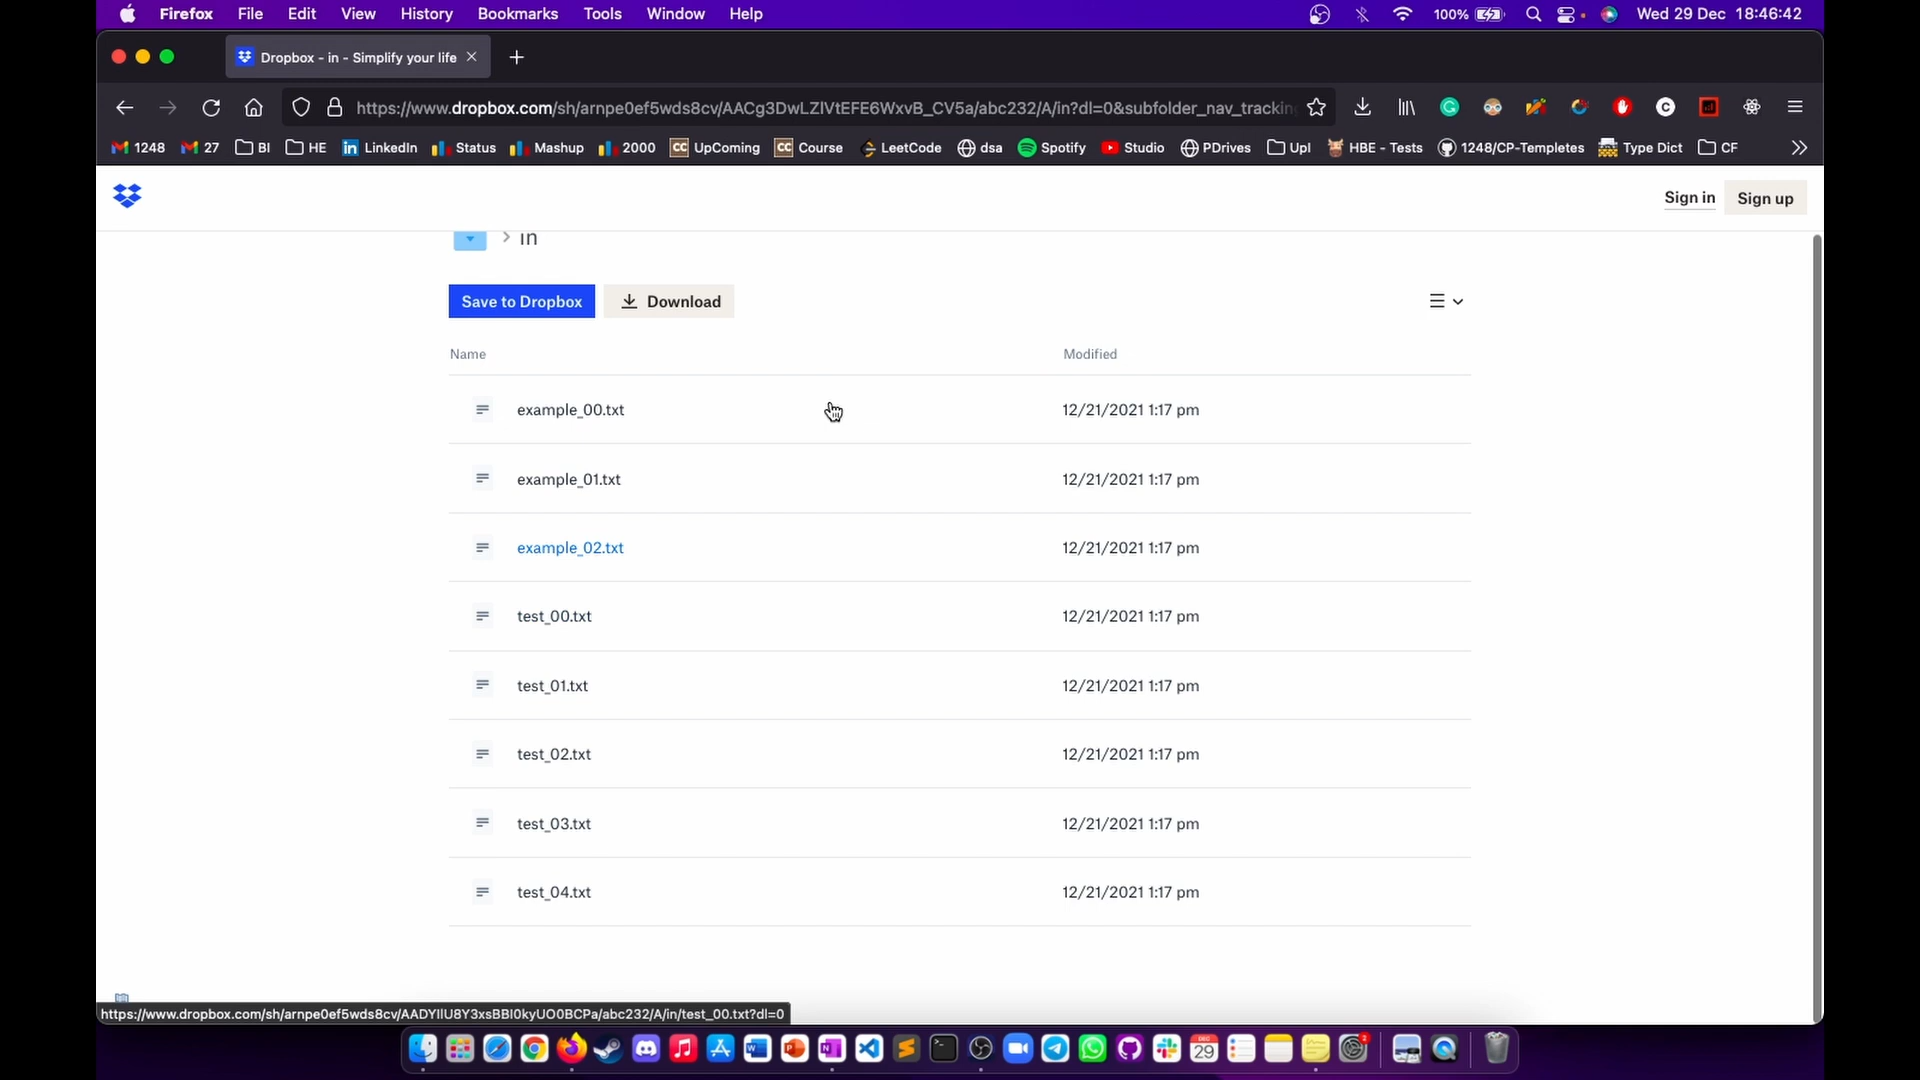 Firefox File Edit View History Bookmarks Tools Window Help 100% Wed 29 Dec 18:46:42
Dropbox - in - Simplify your life
https://www.dropbox.com/sh/arnpe0ef5wds8cv/AACg3DwLZlVtEFE6WxvB_CV5a/abc232/A/in?dl=0&subfolder_nav_trackin
1248 27 BI HE LinkedIn Status Mashup 2000 UpComing Course LeetCode dsa Spotify Studio PDrives Upl HBE - Tests 1248/CP-Templetes Type Dict CF
Sign in Sign up
> in
Save to Dropbox Download
Name Modified
example_00.txt 12/21/2021 1:17 pm
example_01.txt 12/21/2021 1:17 pm
example_02.txt 12/21/2021 1:17 pm
test_00.txt 12/21/2021 1:17 pm
test_01.txt 12/21/2021 1:17 pm
test_02.txt 12/21/2021 1:17 pm
test_03.txt 12/21/2021 1:17 pm
test_04.txt 12/21/2021 1:17 pm
https://www.dropbox.com/sh/arnpe0ef5wds8cv/AADYIlU8Y3xsBBl0kyUO0BCPa/abc232/A/in/test_00.txt?dl=0
29